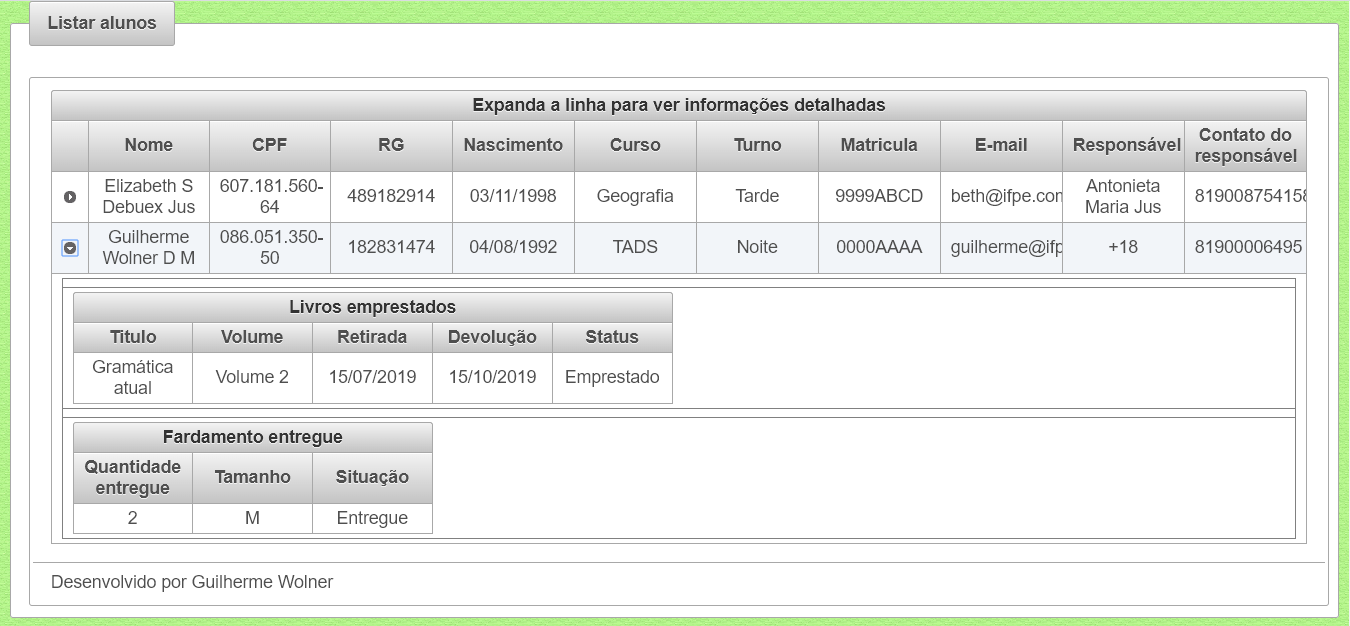 Listar alunos
Expanda a linha para ver informações detalhadas
Nome CPF RG Nascimento Curso Turno Matricula E-mail Responsável Contato do responsável
Elizabeth S Debuex Jus 607.181.560-64 489182914 03/11/1998 Geografia Tarde 9999ABCD beth@ifpe.com Antonieta Maria Jus 819008754158
Guilherme Wolner D M 086.051.350-50 182831474 04/08/1992 TADS Noite 0000AAAA guilherme@ifp +18 81900006495
Livros emprestados
Titulo Volume Retirada Devolução Status
Gramática atual Volume 2 15/07/2019 15/10/2019 Emprestado
Fardamento entregue
Quantidade entregue Tamanho Situação
2 M Entregue
Desenvolvido por Guilherme Wolner